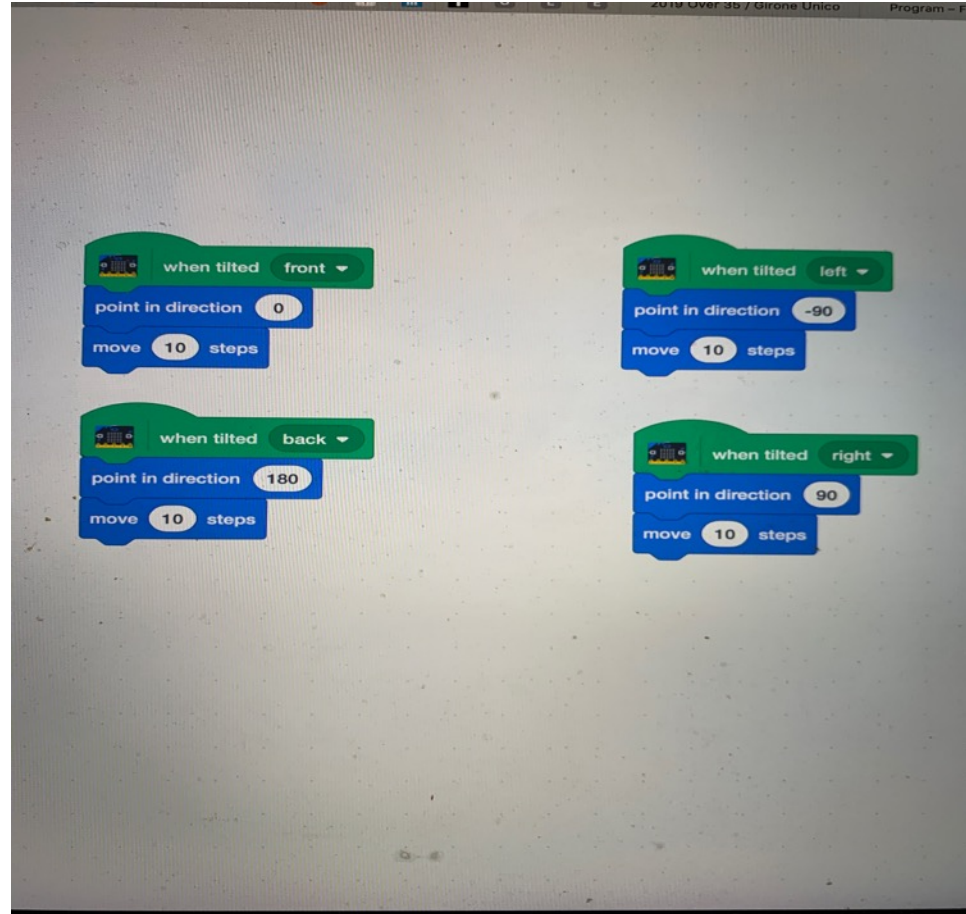 2019 Over 35 / Girone Unico
Program – F
when tilted front
point in direction 0
move 10 steps
when tilted left
point in direction -90
move 10 steps
when tilted back
point in direction 180
move 10 steps
when tilted right
point in direction 90
move 10 steps